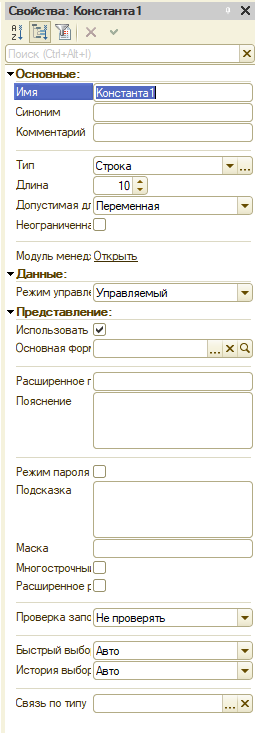 Свойства: Константа1
Поиск (Ctrl+Alt+I)
Основные:
Имя Константа1
Синоним
Комментарий
Тип Строка
Длина 10
Допустимая дл Переменная
Неограниченна
Модуль менед Открыть
Данные:
Режим управле Управляемый
Представление:
Использовать
Основная форм
Расширенное п
Пояснение
Режим пароля
Подсказка
Маска
Многострочный
Расширенное р
Проверка запо Не проверять
Быстрый выбо Авто
История выбор Авто
Связь по типу